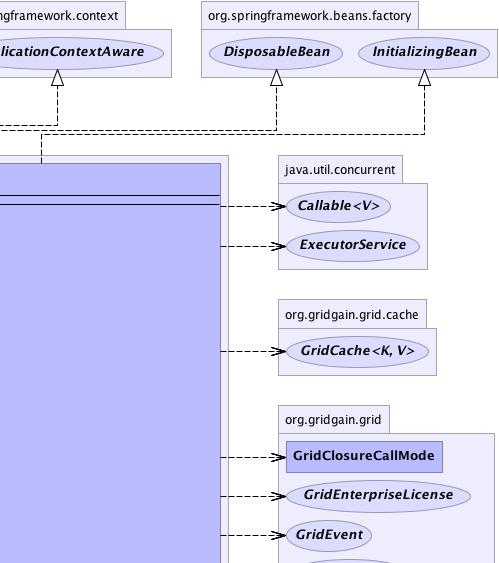 ngframework.context
org.springframework.beans.factory
licationContextAware
DisposableBean
InitializingBean
java.util.concurrent
Callable<V>
ExecutorService
org.gridgain.grid.cache
GridCache<K, V>
org.gridgain.grid
GridClosureCallMode
GridEnterpriseLicense
GridEvent